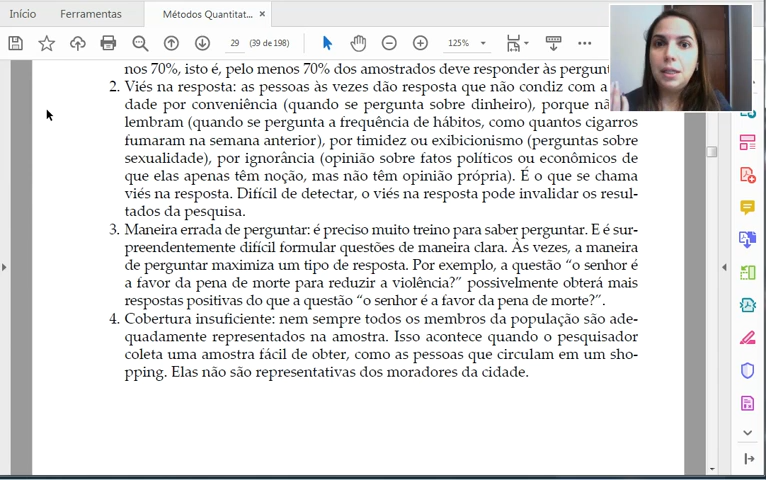 Início
Ferramentas
Métodos Quantitat... ×
29
(39 de 198)
125%
nos 70%, isto é, pelo menos 70% dos amostrados deve responder às
2. Viés na resposta: as pessoas às vezes dão resposta que não condiz com a
dade por conveniência (quando se pergunta sobre dinheiro), porque
lembram (quando se pergunta a frequência de hábitos, como quantos cigarros
fumaram na semana anterior), por timidez ou exibicionismo (perguntas sobre
sexualidade), por ignorância (opinião sobre fatos políticos ou econômicos de
que elas apenas têm noção, mas não têm opinião própria). É o que se chama
viés na resposta. Difícil de detectar, o viés na resposta pode invalidar os resul-
tados da pesquisa.
3. Maneira errada de perguntar: é preciso muito treino para saber perguntar. E é sur-
preendentemente difícil formular questões de maneira clara. Às vezes, a maneira
de perguntar maximiza um tipo de resposta. Por exemplo, a questão “o senhor é
a favor da pena de morte para reduzir a violência?” possivelmente obterá mais
respostas positivas do que a questão “o senhor é a favor da pena de morte?”.
4. Cobertura insuficiente: nem sempre todos os membros da população são ade-
quadamente representados na amostra. Isso acontece quando o pesquisador
coleta uma amostra fácil de obter, como as pessoas que circulam em um sho-
pping. Elas não são representativas dos moradores da cidade.